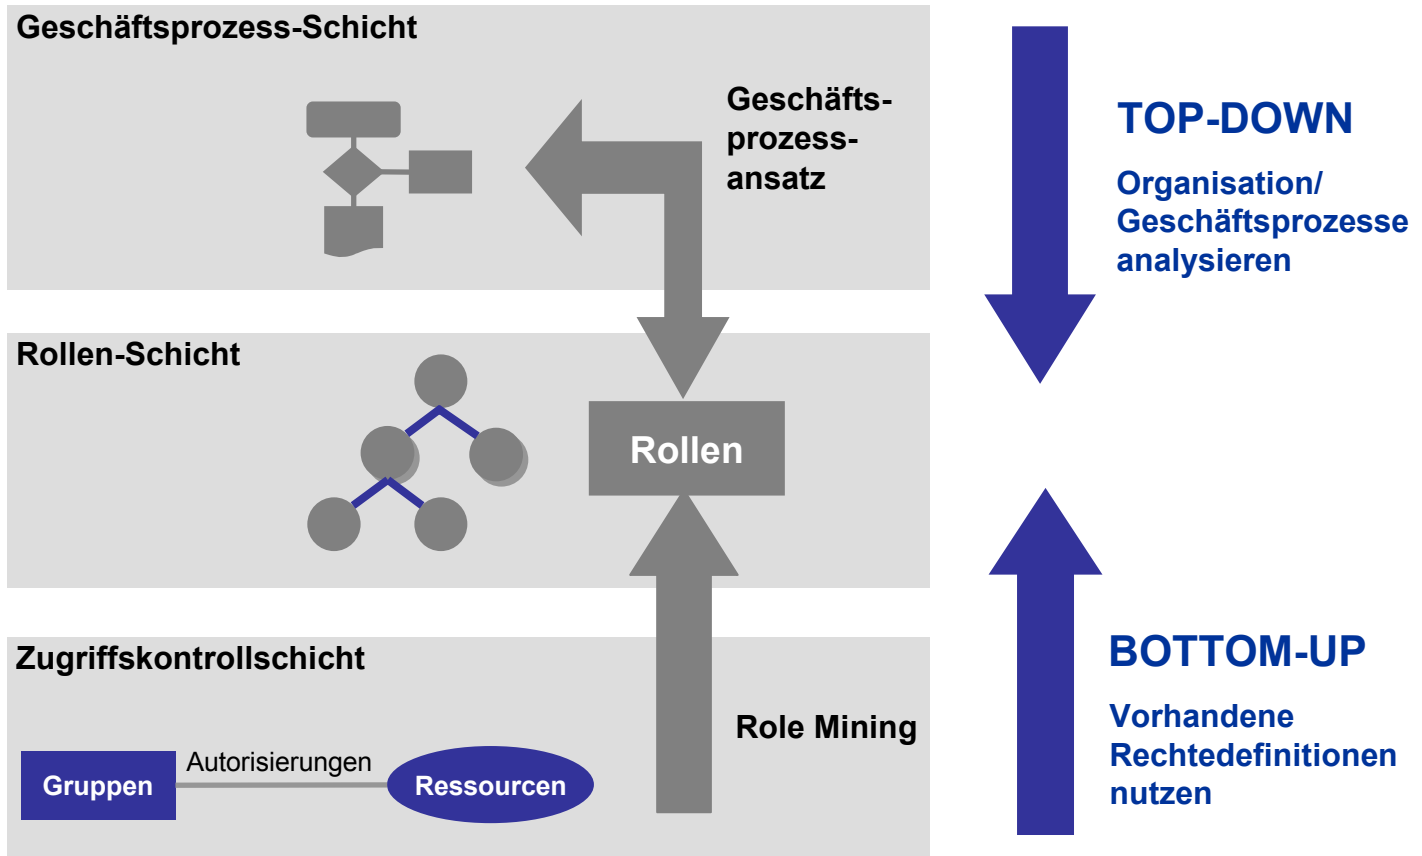 Geschäftsprozess-Schicht
Geschäfts-
prozess-
ansatz
TOP-DOWN
Organisation/
Geschäftsprozesse
analysieren
Rollen-Schicht
Rollen
Zugriffskontrollschicht
Role Mining
Gruppen
Autorisierungen
Ressourcen
BOTTOM-UP
Vorhandene
Rechtedefinitionen
nutzen